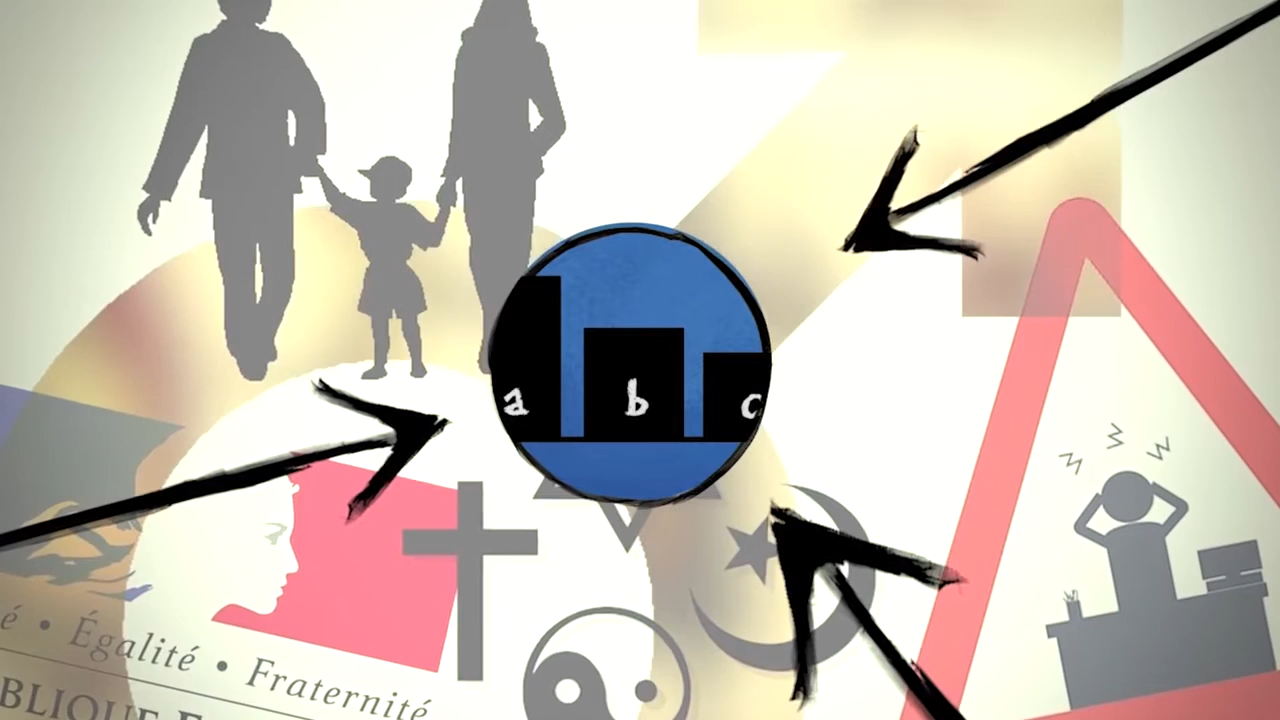 a b c
é • Égalité • Fraternité